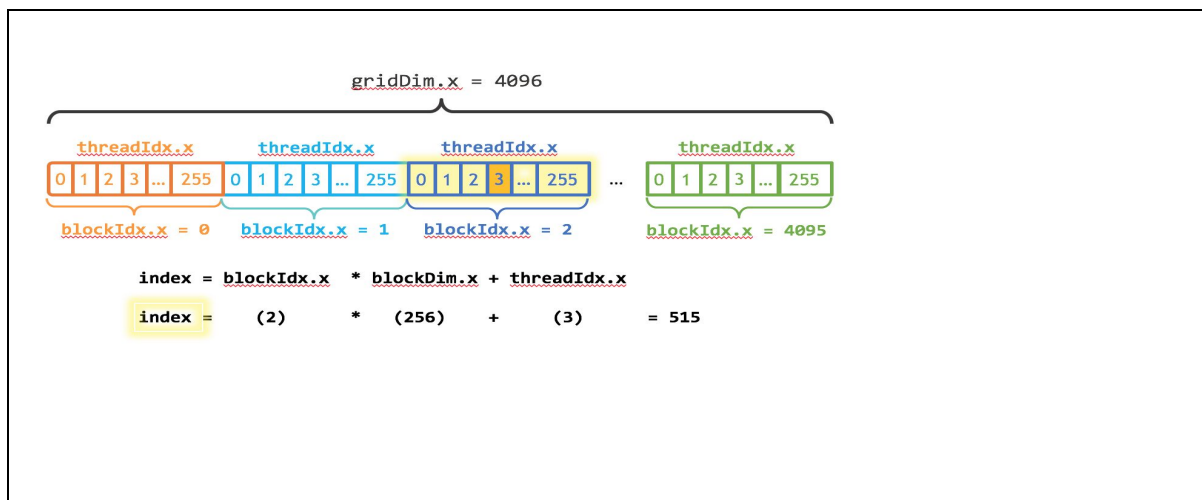 gridDim.x = 4096
threadIdx.x threadIdx.x threadIdx.x threadIdx.x
0 1 2 3 ... 255 0 1 2 3 ... 255 0 1 2 3 ... 255 ... 0 1 2 3 ... 255
blockIdx.x = 0 blockIdx.x = 1 blockIdx.x = 2 blockIdx.x = 4095
index = blockIdx.x * blockDim.x + threadIdx.x
index = (2) * (256) + (3) = 515